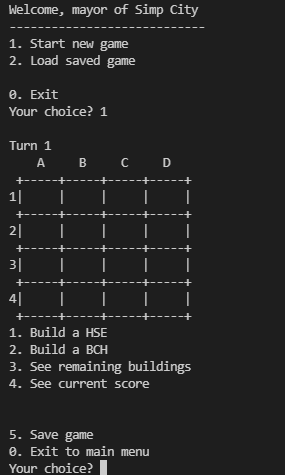 Welcome, mayor of Simp City
----------------------------
1. Start new game
2. Load saved game

0. Exit
Your choice? 1

Turn 1
    A     B     C     D
 +-----+-----+-----+-----+
1|     |     |     |     |
 +-----+-----+-----+-----+
2|     |     |     |     |
 +-----+-----+-----+-----+
3|     |     |     |     |
 +-----+-----+-----+-----+
4|     |     |     |     |
 +-----+-----+-----+-----+
1. Build a HSE
2. Build a BCH
3. See remaining buildings
4. See current score

5. Save game
0. Exit to main menu
Your choice?